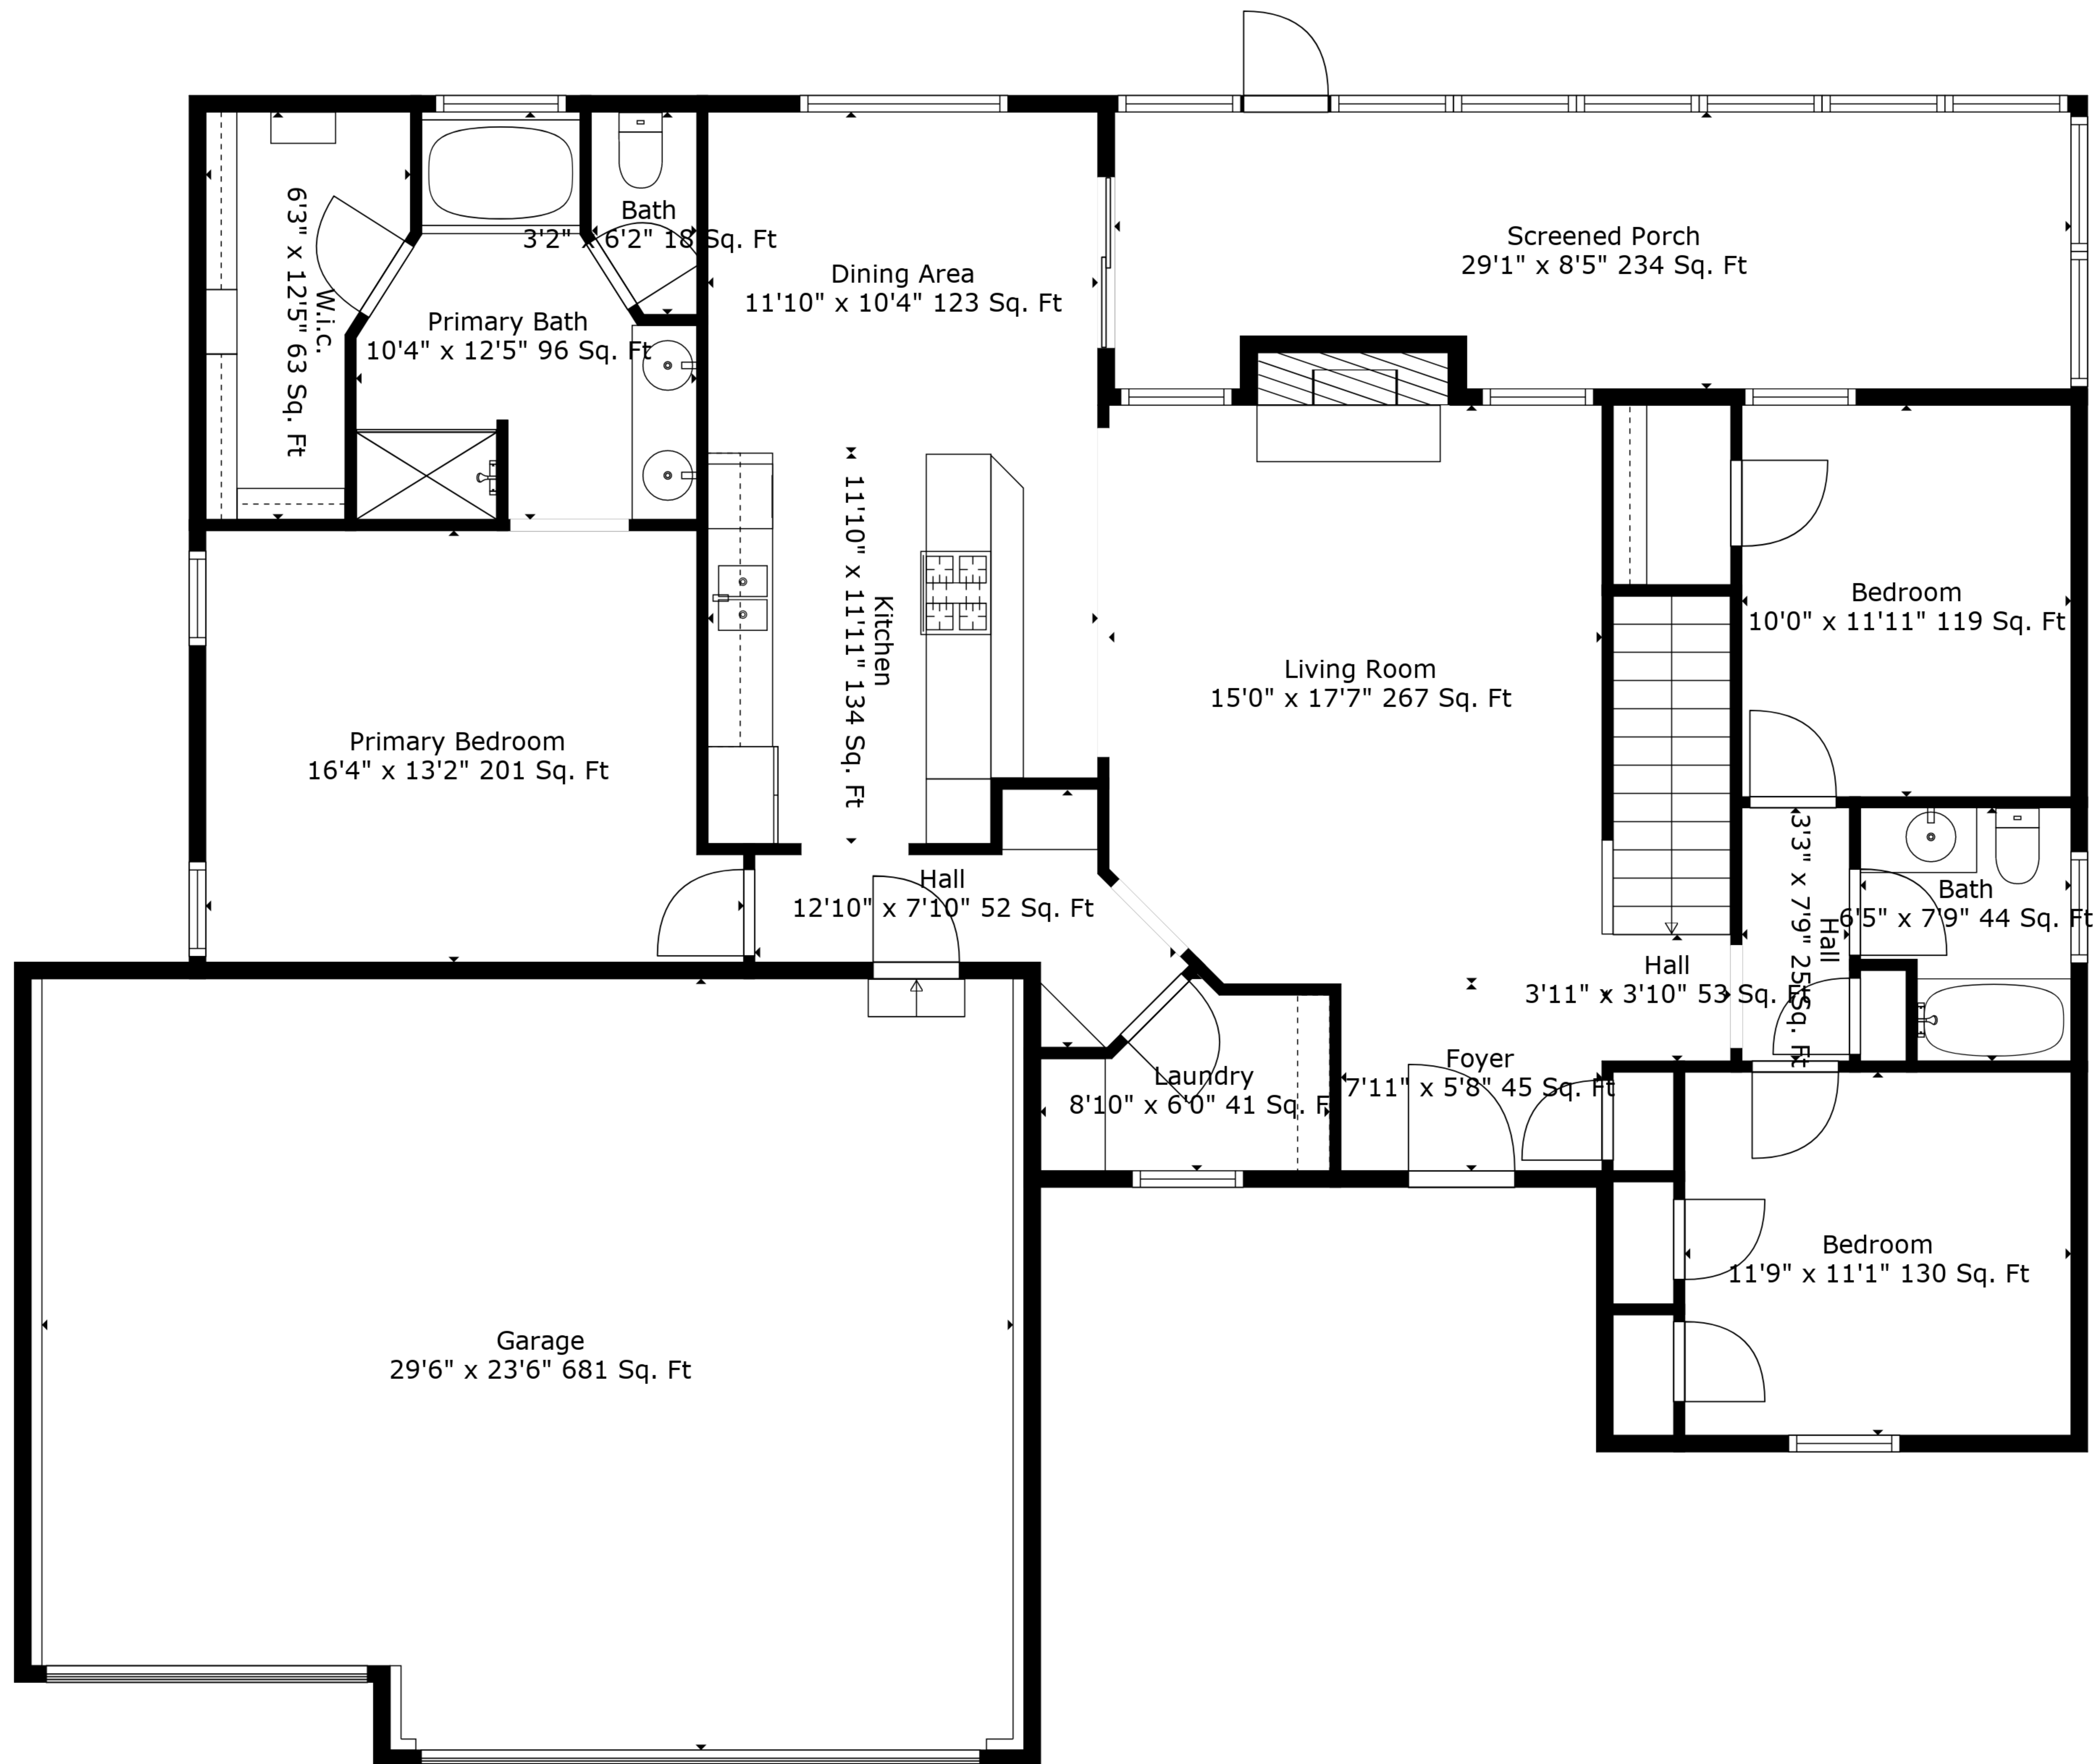 Bath
3'2" x 6'2" 18 Sq. Ft
Screened Porch
29'1" x 8'5" 234 Sq. Ft
Dining Area
11'10" x 10'4" 123 Sq. Ft
W.i.c.
6'3" x 12'5" 63 Sq. Ft
Primary Bath
10'4" x 12'5" 96 Sq. Ft
Kitchen
11'10" x 11'11" 134 Sq. Ft
Bedroom
10'0" x 11'11" 119 Sq. Ft
Living Room
15'0" x 17'7" 267 Sq. Ft
Primary Bedroom
16'4" x 13'2" 201 Sq. Ft
Hall
12'10" x 7'10" 52 Sq. Ft
Bath
6'5" x 7'9" 44 Sq. Ft
Hall
3'3" x 7'9" 25 Sq. Ft
Hall
3'11" x 3'10" 53 Sq. Ft
Foyer
7'11" x 5'8" 45 Sq. Ft
Laundry
8'10" x 6'0" 41 Sq. F
Bedroom
11'9" x 11'1" 130 Sq. Ft
Garage
29'6" x 23'6" 681 Sq. Ft